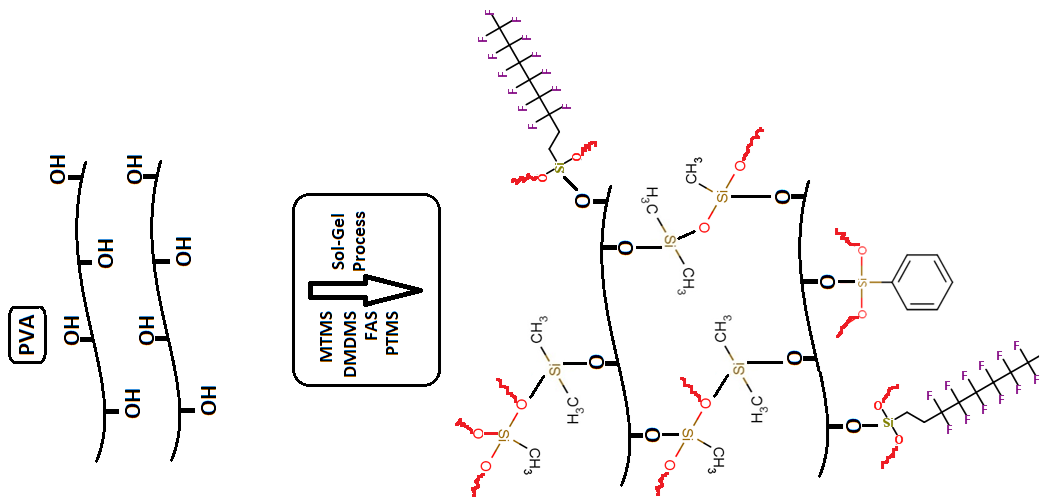 PVA
OH
OH
OH
OH
OH
OH
OH
OH
Sol-Gel
Process
MTMS
DMDMS
FAS
PTMS
F
F
F
F
F
F
F
F
F
F
F
F
F
O
Si
O
O
CH3
O
Si
O
O
H3C
Si
O
CH3
O
O
Si
O
CH3
Si
O
H3C
O
O
Si
O
CH3
CH3
Si
O
H3C
O
O
Si
O
CH3
O
Si
O
O
F
F
F
F
F
F
F
F
F
F
F
F
F